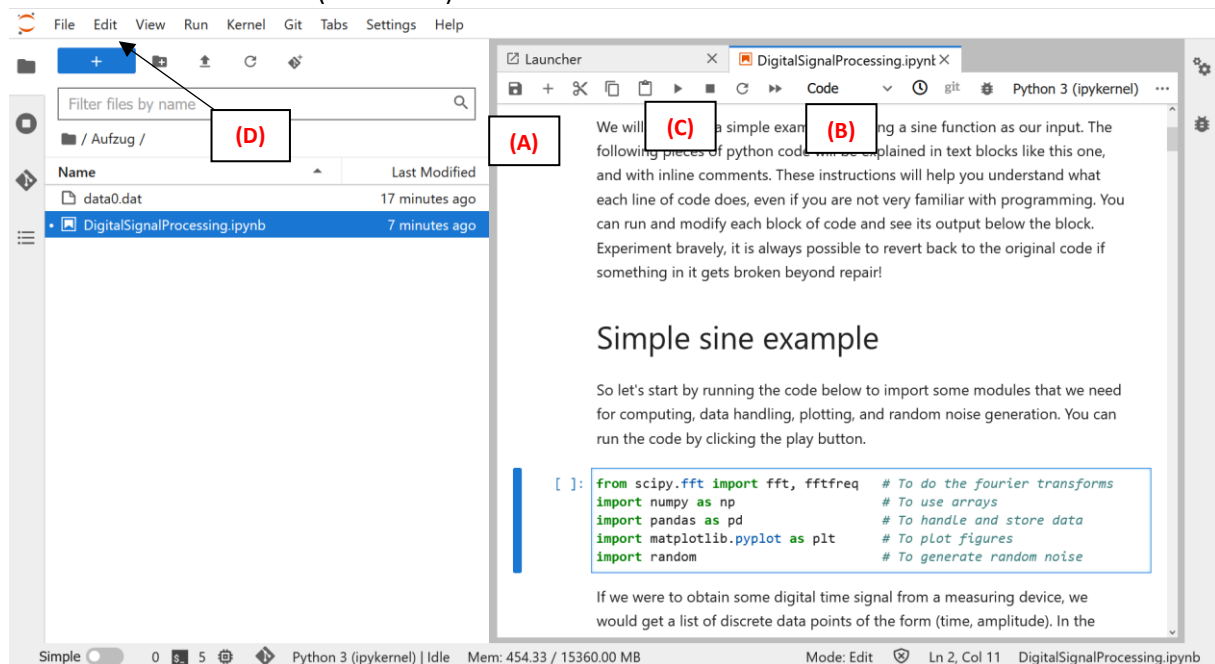 File Edit View Run Kernel Git Tabs Settings Help
Launcher
DigitalSignalProcessing.ipynb
Filter files by name
Code
git
Python 3 (ipykernel)
(D)
(A)
(C)
(B)
/ Aufzug /
Name
Last Modified
data0.dat
17 minutes ago
DigitalSignalProcessing.ipynb
7 minutes ago
We will a simple ng a sine function as our input. The
following pieces of python code will be explained in text blocks like this one,
and with inline comments. These instructions will help you understand what
each line of code does, even if you are not very familiar with programming. You
can run and modify each block of code and see its output below the block.
Experiment bravely, it is always possible to revert back to the original code if
something in it gets broken beyond repair!
Simple sine example
So let's start by running the code below to import some modules that we need
for computing, data handling, plotting, and random noise generation. You can
run the code by clicking the play button.
[ ]:
from scipy.fft import fft, fftfreq # To do the fourier transforms
import numpy as np # To use arrays
import pandas as pd # To handle and store data
import matplotlib.pyplot as plt # To plot figures
import random # To generate random noise
If we were to obtain some digital time signal from a measuring device, we
would get a list of discrete data points of the form (time, amplitude). In the
Simple 0 5 Python 3 (ipykernel) | Idle Mem: 454.33 / 15360.00 MB Mode: Edit Ln 2, Col 11 DigitalSignalProcessing.ipynb